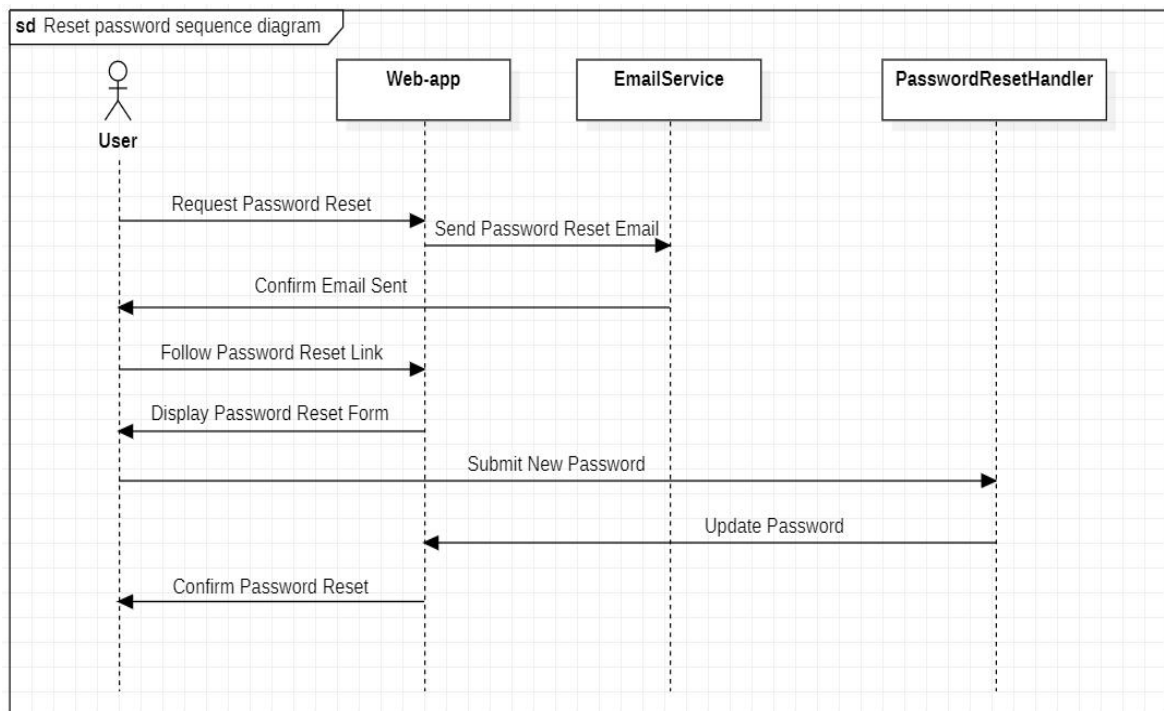 sd Reset password sequence diagram
Web-app
EmailService
PasswordResetHandler
User
Request Password Reset
Send Password Reset Email
Confirm Email Sent
Follow Password Reset Link
Display Password Reset Form
Submit New Password
Update Password
Confirm Password Reset